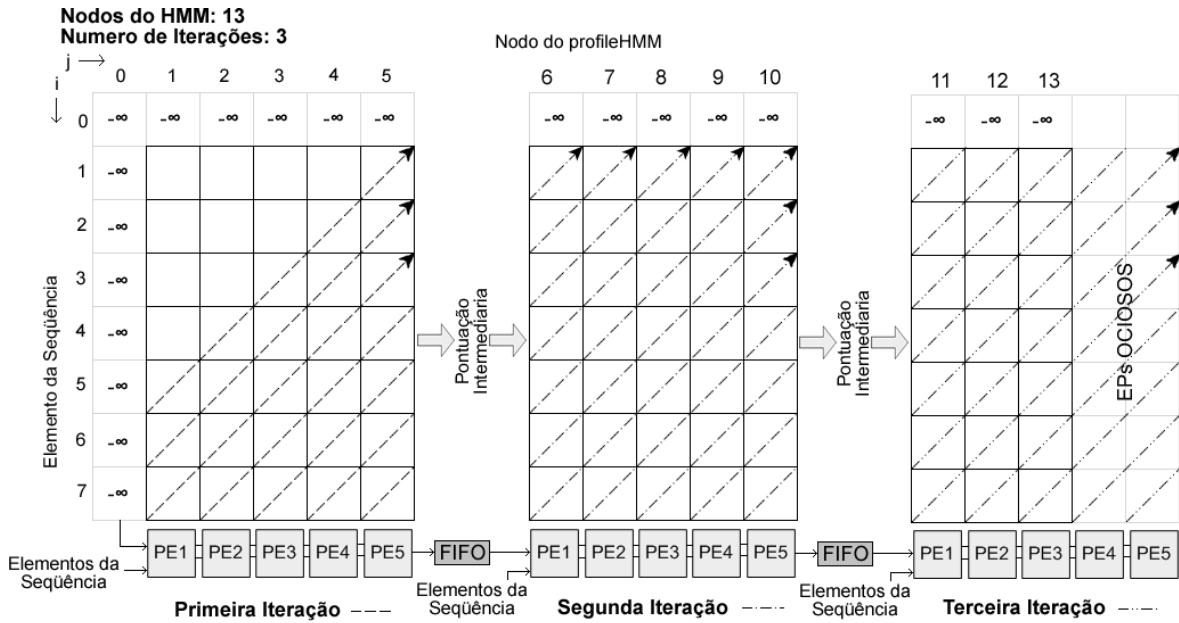 Nodos do HMM: 13
Numero de Iterações: 3
Nodo do profileHMM
j
i
0 1 2 3 4 5
6 7 8 9 10
11 12 13
0 -∞ -∞ -∞ -∞ -∞ -∞
-∞ -∞ -∞ -∞ -∞
-∞ -∞ -∞
1 -∞
2 -∞
3 -∞
4 -∞
5 -∞
6 -∞
7 -∞
Elemento da Seqüência
Pontuação
Intermediaria
Pontuação
Intermediaria
EPs OCIOSOS
PE1 PE2 PE3 PE4 PE5
FIFO
PE1 PE2 PE3 PE4 PE5
FIFO
PE1 PE2 PE3 PE4 PE5
Elementos da
Seqüência
Elementos da
Seqüência
Elementos da
Seqüência
Primeira Iteração
Segunda Iteração
Terceira Iteração